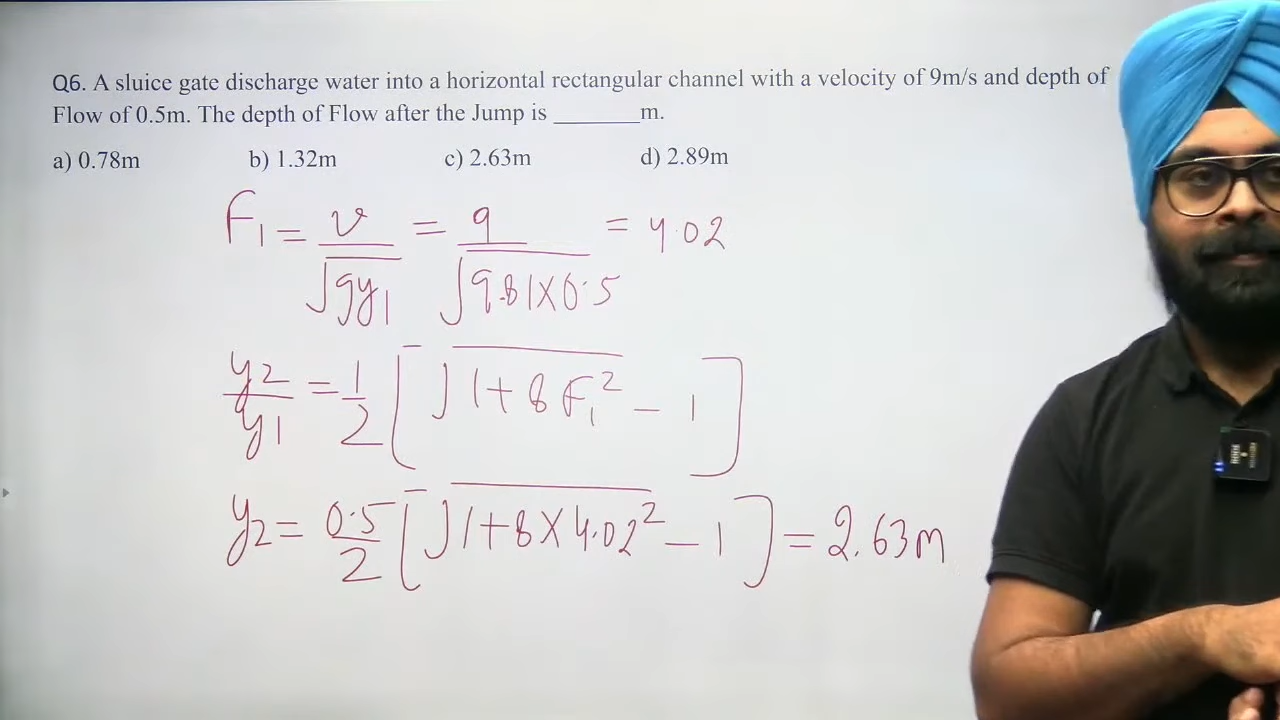 Q6. A sluice gate discharge water into a horizontal rectangular channel with a velocity of 9m/s and depth of
Flow of 0.5m. The depth of Flow after the Jump is _______m.
a) 0.78m b) 1.32m c) 2.63m d) 2.89m
F₁ = v/√gy₁ = 9/√9.81×0.5 = 4.02
y₂/y₁ = 1/2 [√1+8F₁² - 1]
y₂ = 0.5/2 [√1+8×4.02² - 1] = 2.63m